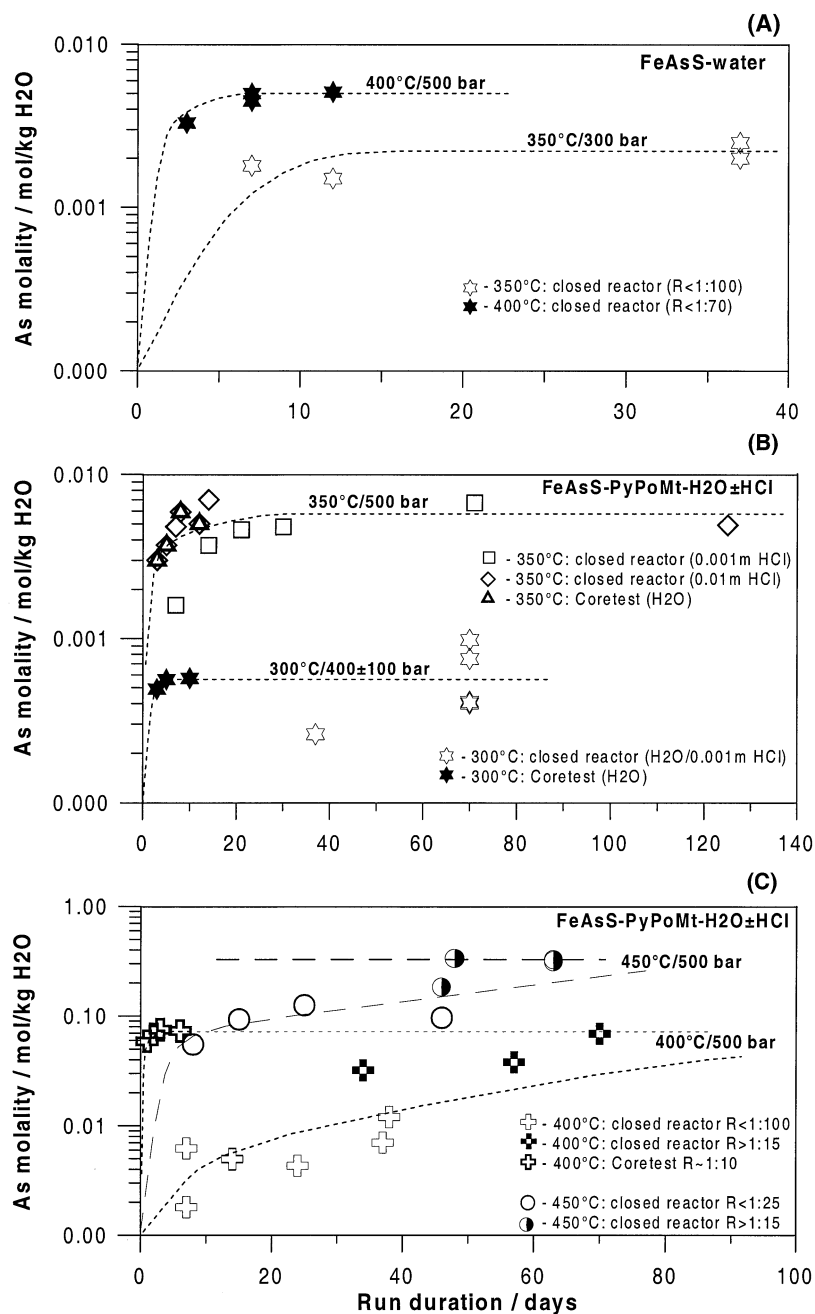 (A)
0.010
FeAsS-water
400°C/500 bar
350°C/300 bar
0.001
- 350°C: closed reactor (R<1:100)
- 400°C: closed reactor (R<1:70)
0.000
0 10 20 30 40
As molality / mol/kg H2O
(B)
0.010
FeAsS-PyPoMt-H2O±HCl
350°C/500 bar
- 350°C: closed reactor (0.001m HCl)
- 350°C: closed reactor (0.01m HCl)
- 350°C: Coretest (H2O)
0.001
300°C/400±100 bar
- 300°C: closed reactor (H2O/0.001m HCl)
- 300°C: Coretest (H2O)
0.000
0 20 40 60 80 100 120 140
As molality / mol/kg H2O
(C)
1.00
FeAsS-PyPoMt-H2O±HCl
450°C/500 bar
0.10
400°C/500 bar
0.01
- 400°C: closed reactor R<1:100
- 400°C: closed reactor R>1:15
- 400°C: Coretest R~1:10
- 450°C: closed reactor R<1:25
- 450°C: closed reactor R>1:15
0.00
0 20 40 60 80 100
As molality / mol/kg H2O
Run duration / days